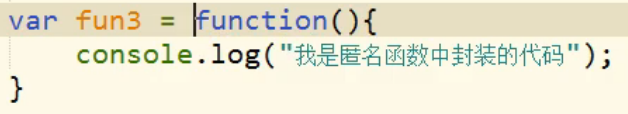 var fun3 = function(){
    console.log("我是匿名函数中封装的代码");
}